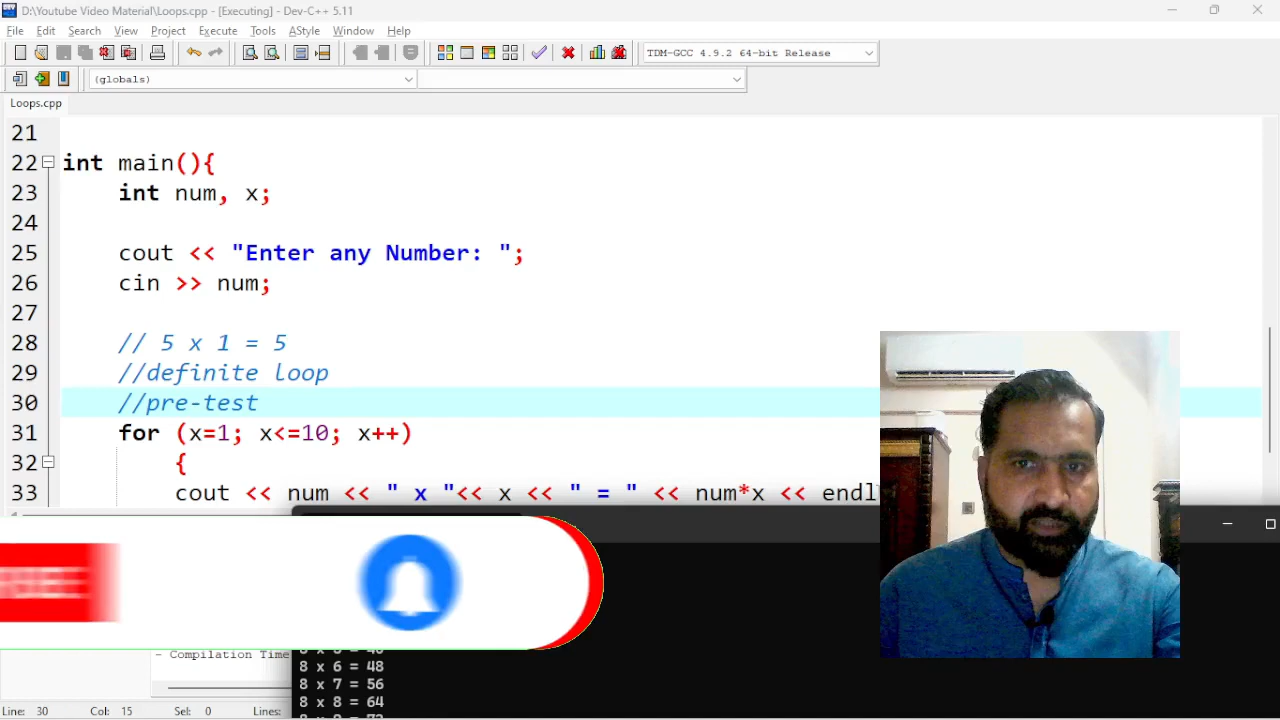 D:\Youtube Video Material\Loops.cpp - [Executing] - Dev-C++ 5.11
File Edit Search View Project Execute Tools AStyle Window Help
TDM-GCC 4.9.2 64-bit Release
(globals)
Loops.cpp
21
22 int main(){
23 int num, x;
24
25 cout << "Enter any Number: ";
26 cin >> num;
27
28 // 5 x 1 = 5
29 //definite loop
30 //pre-test
31 for (x=1; x<=10; x++)
32 {
33 cout << num << " x "<< x << " = " << num*x << endl
- Compilation Time
8 x 6 = 48
8 x 7 = 56
8 x 8 = 64
Line: 30 Col: 15 Sel: 0 Lines: